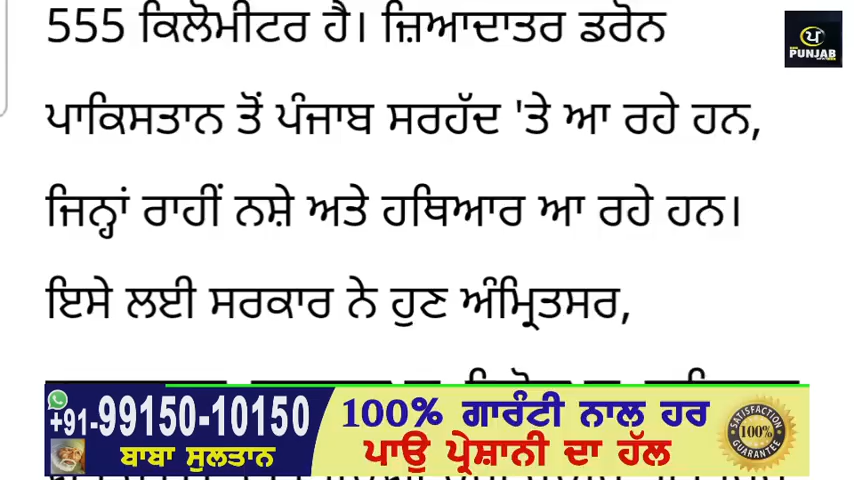 555 ਕਿਲੋਮੀਟਰ ਹੈ। ਜ਼ਿਆਦਾਤਰ ਡਰੋਨ
ਪਾਕਿਸਤਾਨ ਤੋਂ ਪੰਜਾਬ ਸਰਹੱਦ 'ਤੇ ਆ ਰਹੇ ਹਨ,
ਜਿਨ੍ਹਾਂ ਰਾਹੀਂ ਨਸ਼ੇ ਅਤੇ ਹਥਿਆਰ ਆ ਰਹੇ ਹਨ।
ਇਸੇ ਲਈ ਸਰਕਾਰ ਨੇ ਹੁਣ ਅੰਮ੍ਰਿਤਸਰ,
ਪ
PUNJAB
+91-99150-10150
ਬਾਬਾ ਸੁਲਤਾਨ
100% ਗਾਰੰਟੀ ਨਾਲ ਹਰ
ਪਾਓ ਪ੍ਰੇਸ਼ਾਨੀ ਦਾ ਹੱਲ
SATISFACTION
100%
GUARANTEE